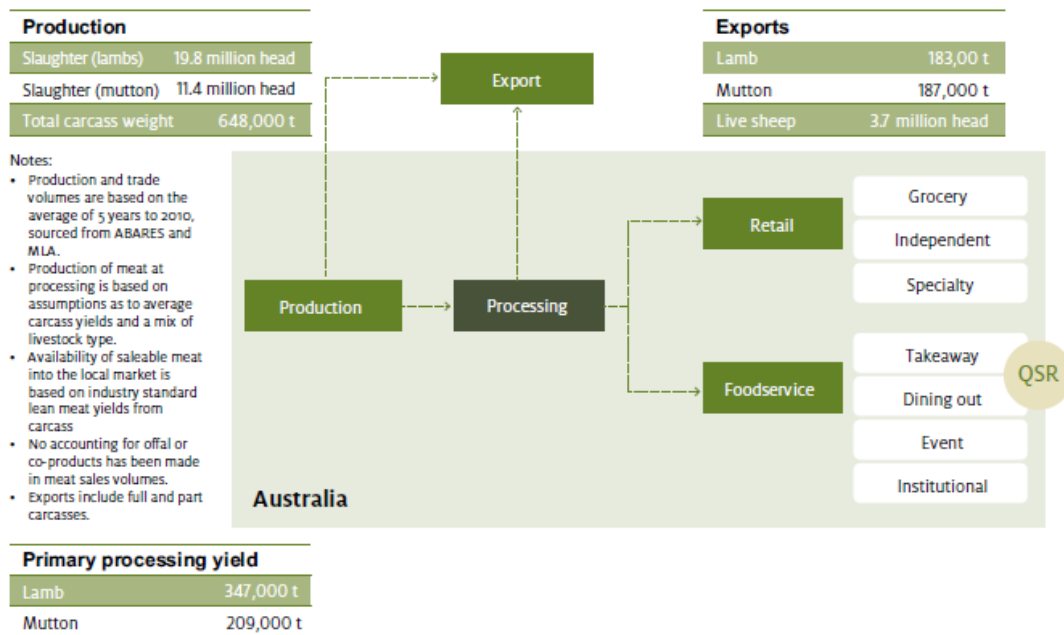 Production
Slaughter (lambs) 19.8 million head
Slaughter (mutton) 11.4 million head
Total carcass weight 648,000 t
Exports
Lamb 183,00 t
Mutton 187,000 t
Live sheep 3.7 million head
Export
Notes:
• Production and trade
volumes are based on the
average of 5 years to 2010,
sourced from ABARES and
MLA.
• Production of meat at
processing is based on
assumptions as to average
carcass yields and a mix of
livestock type.
• Availability of saleable meat
into the local market is
based on industry standard
lean meat yields from
carcass
• No accounting for offal or
co-products has been made
in meat sales volumes.
• Exports include full and part
carcasses.
Production
Processing
Retail
Grocery
Independent
Specialty
Foodservice
Takeaway
Dining out
Event
Institutional
QSR
Australia
Primary processing yield
Lamb 347,000 t
Mutton 209,000 t